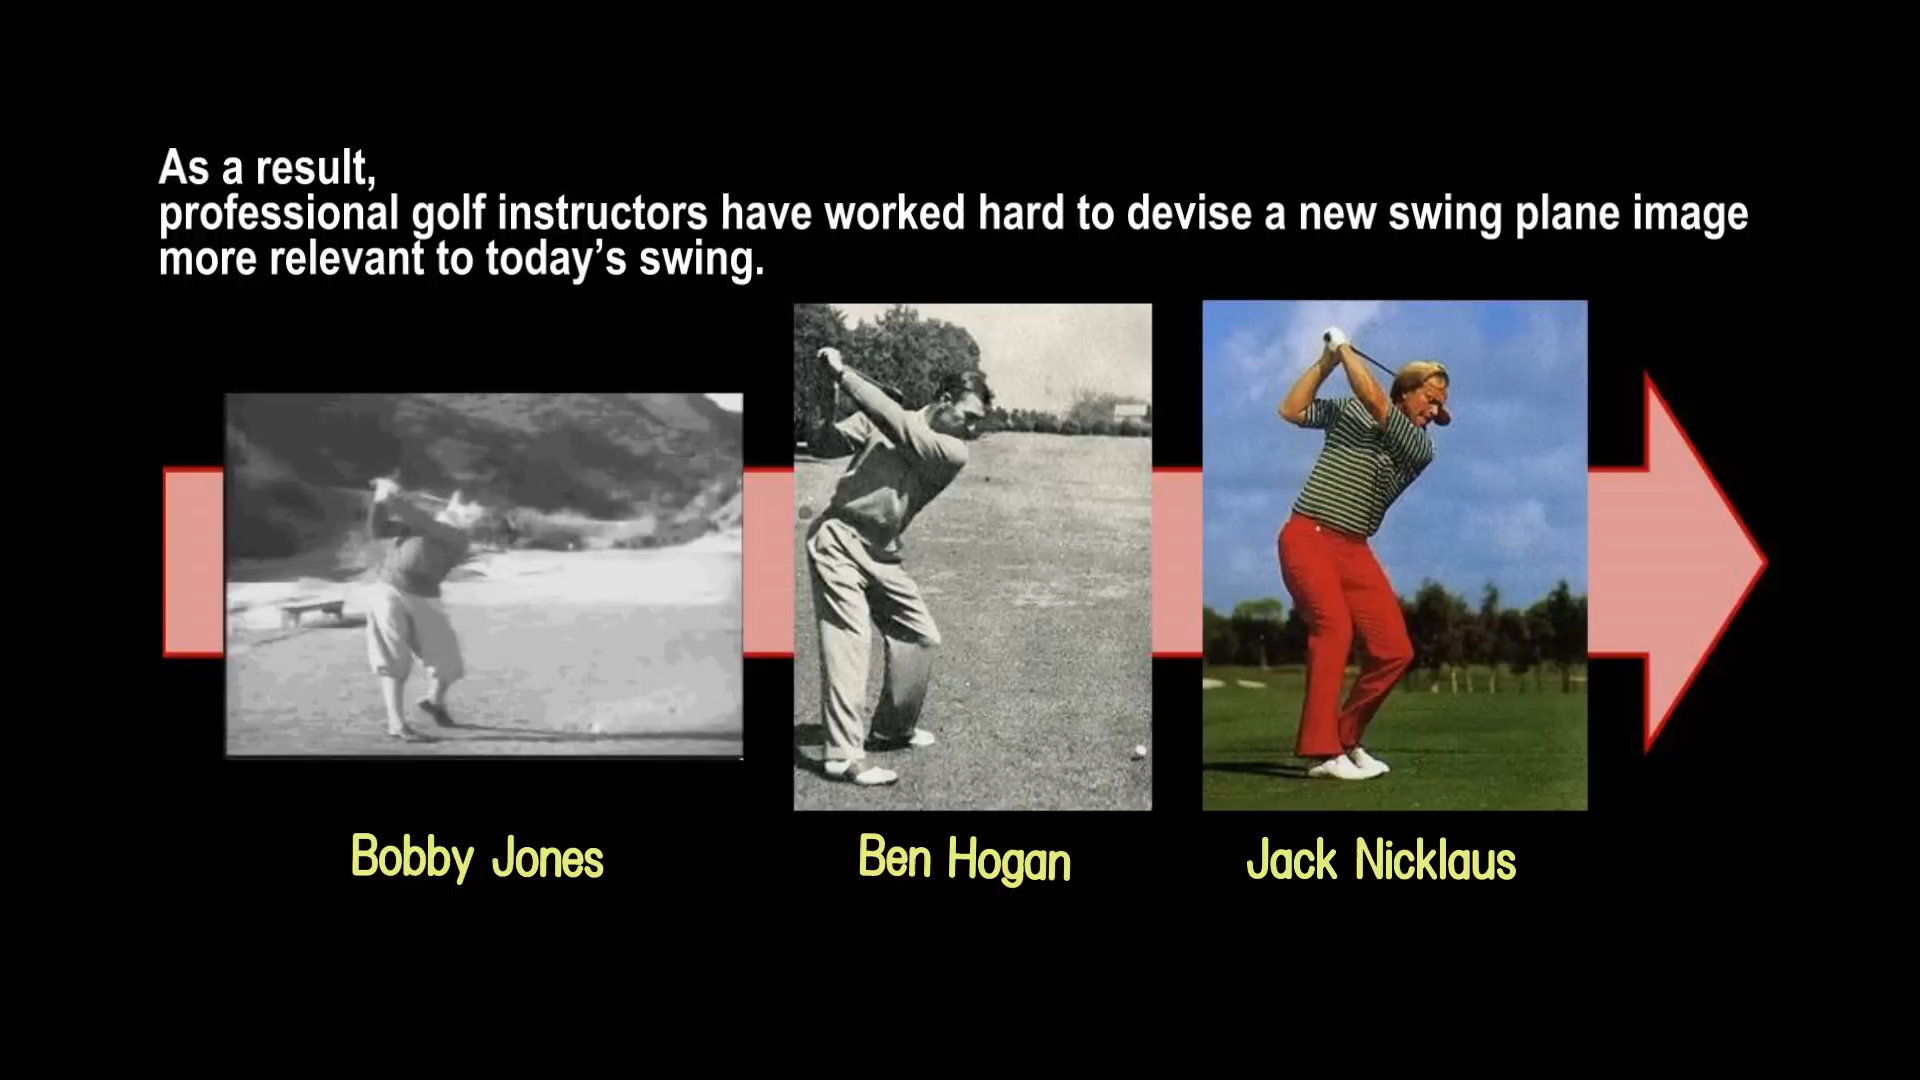 As a result,
professional golf instructors have worked hard to devise a new swing plane image
more relevant to today’s swing.
Bobby Jones
Ben Hogan
Jack Nicklaus